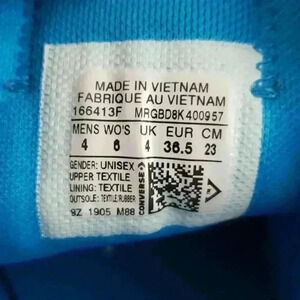 MADE IN VIETNAM
FABRIQUE AU VIETNAM
166413F MRGBD8K400957
MENS WO'S UK EUR CM
4 6 4 36.5 23
GENDER: UNISEX
UPPER:TEXTILE
LINING: TEXTILE
OUTSOLE: TEXTILE,RUBBER
9Z 1905 M88
CONVERSE